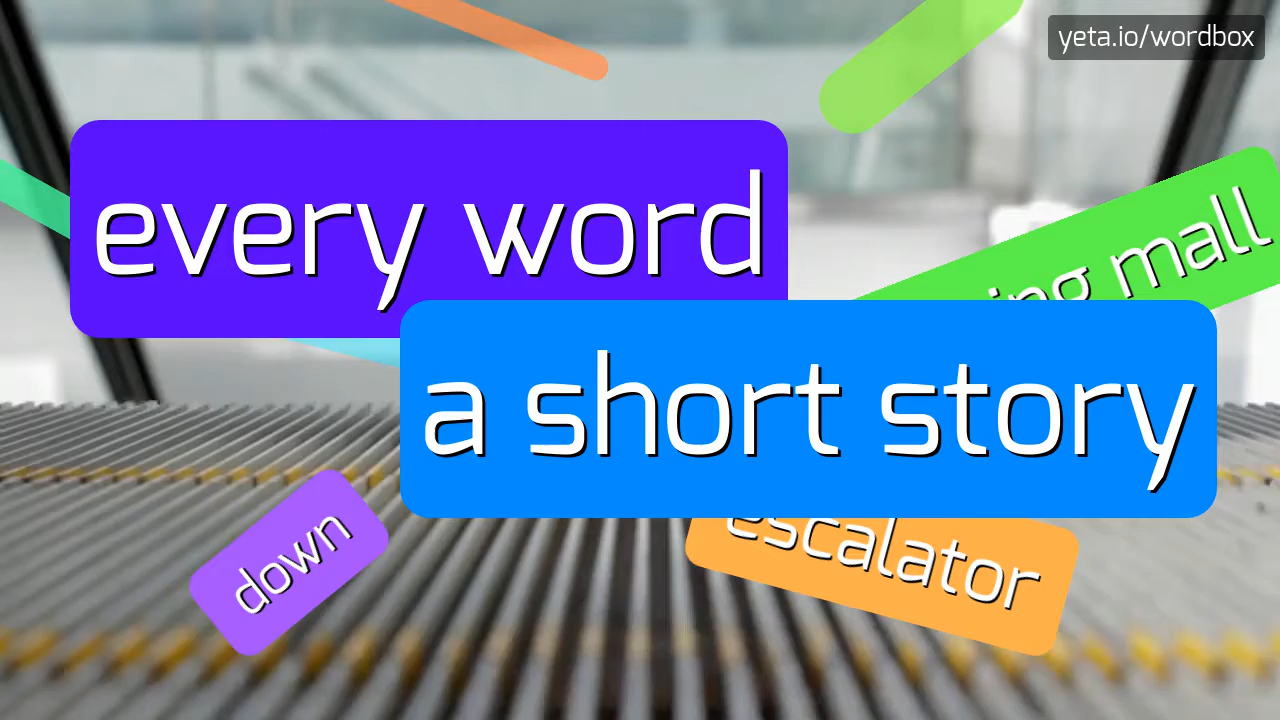 yeta.io/wordbox
every word
mall
a short story
escalator
down